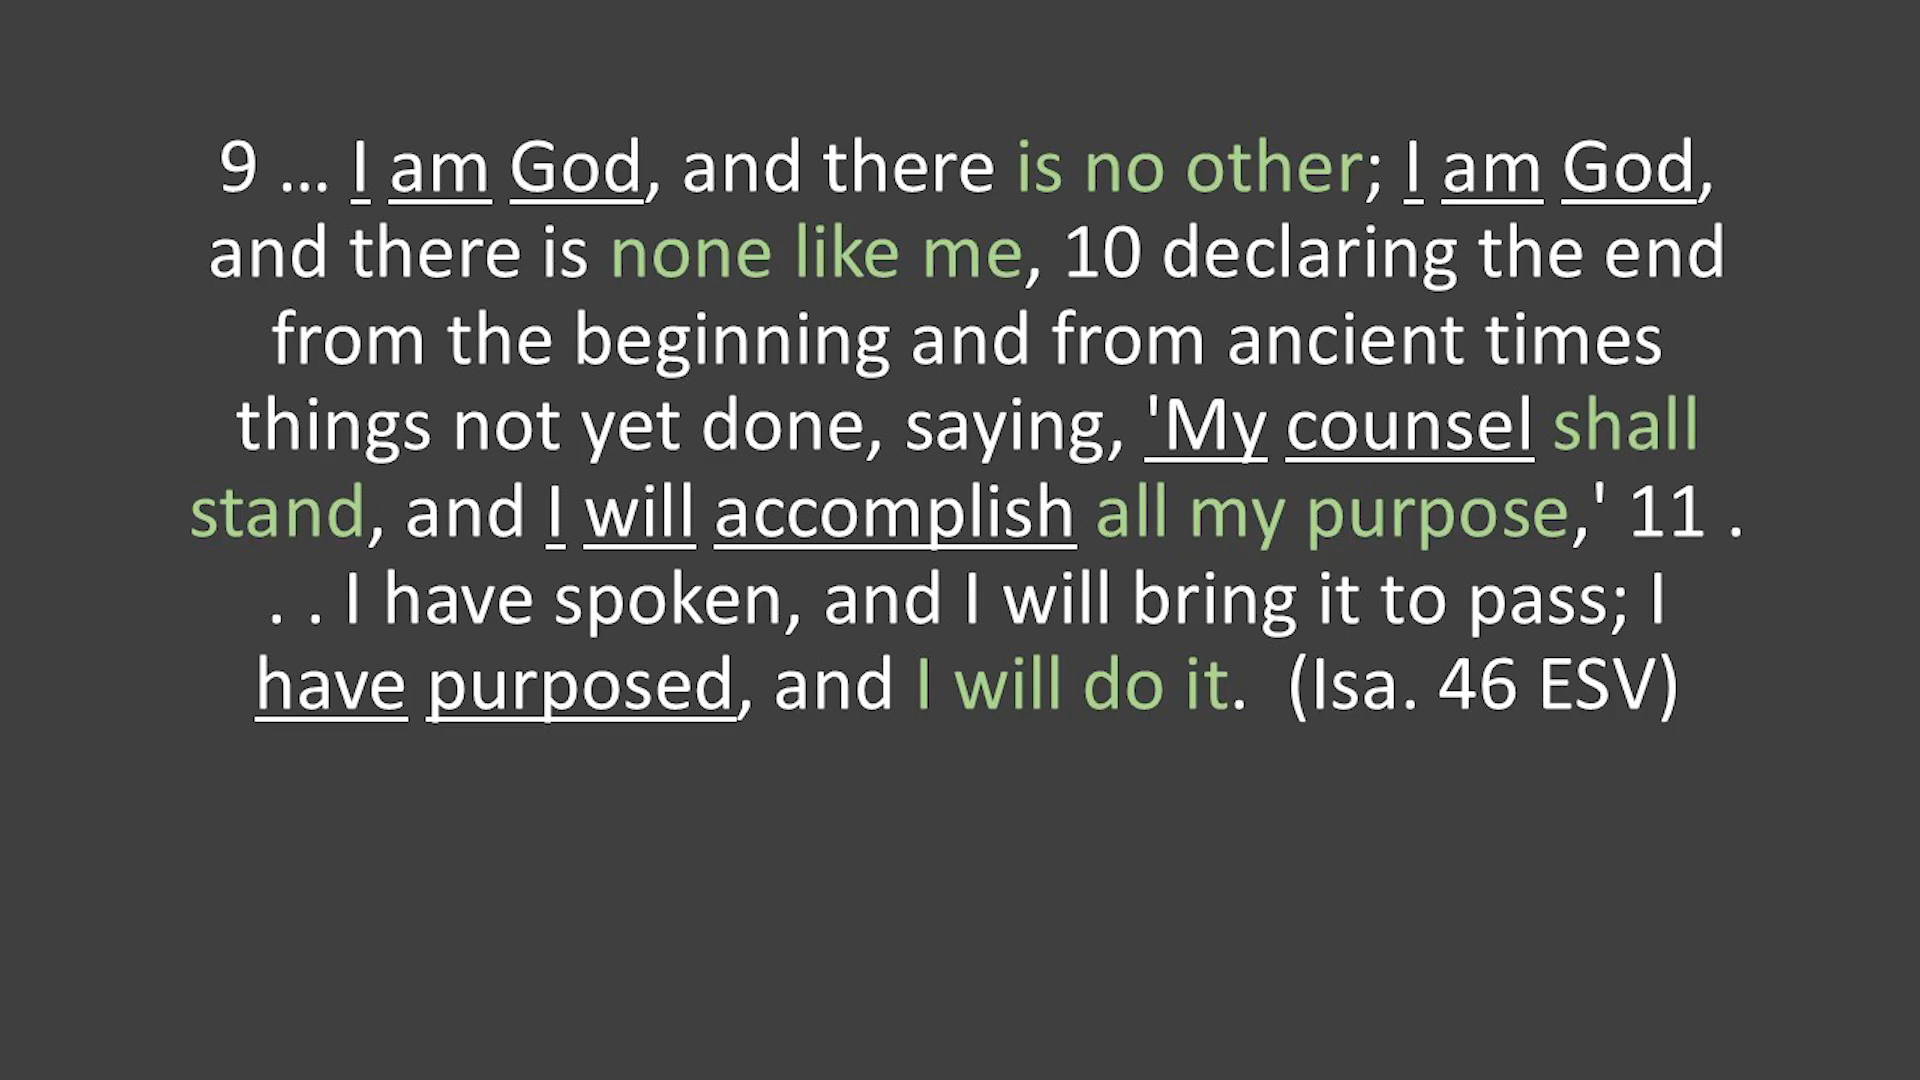 9 ... I am God, and there is no other; I am God,
and there is none like me, 10 declaring the end
from the beginning and from ancient times
things not yet done, saying, 'My counsel shall
stand, and I will accomplish all my purpose,' 11 .
. . I have spoken, and I will bring it to pass; I
have purposed, and I will do it.  (Isa. 46 ESV)